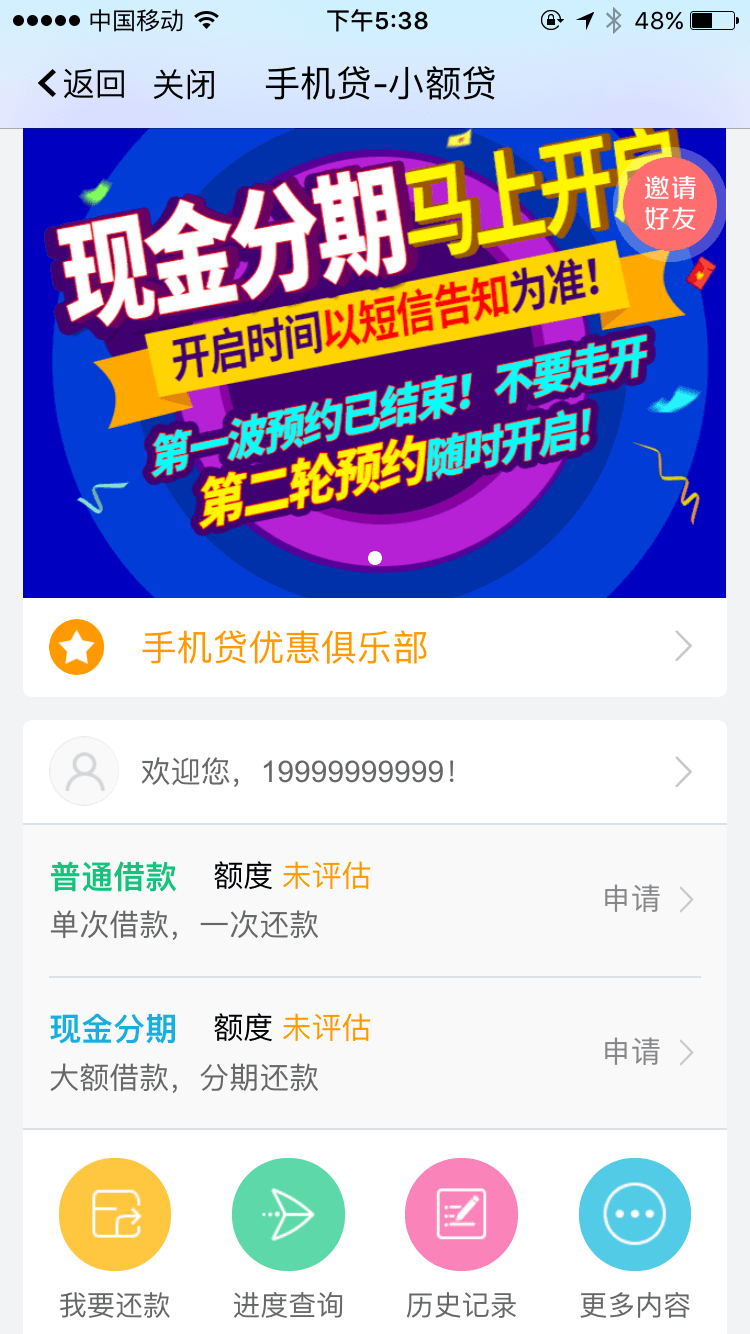 中国移动 下午5:38 48%
返回 关闭 手机贷-小额贷
现金分期马上开启
邀请
好友
开启时间以短信告知为准!
第一波预约已结束!不要走开
第二轮预约随时开启!
手机贷优惠俱乐部
欢迎您，19999999999!
普通借款 额度 未评估
单次借款，一次还款
申请
现金分期 额度 未评估
大额借款，分期还款
申请
我要还款 进度查询 历史记录 更多内容